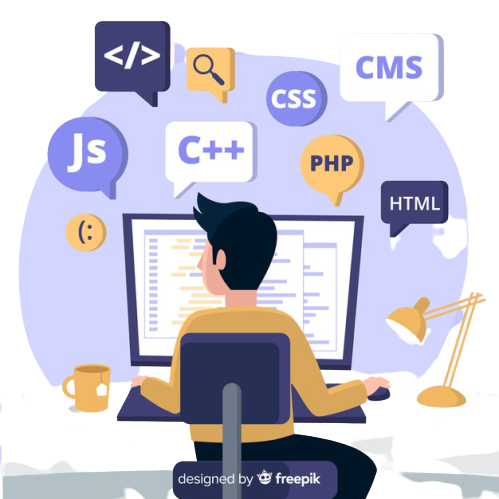 </>
CMS
CSS
Js
C++
PHP
HTML
(:
designed by freepik